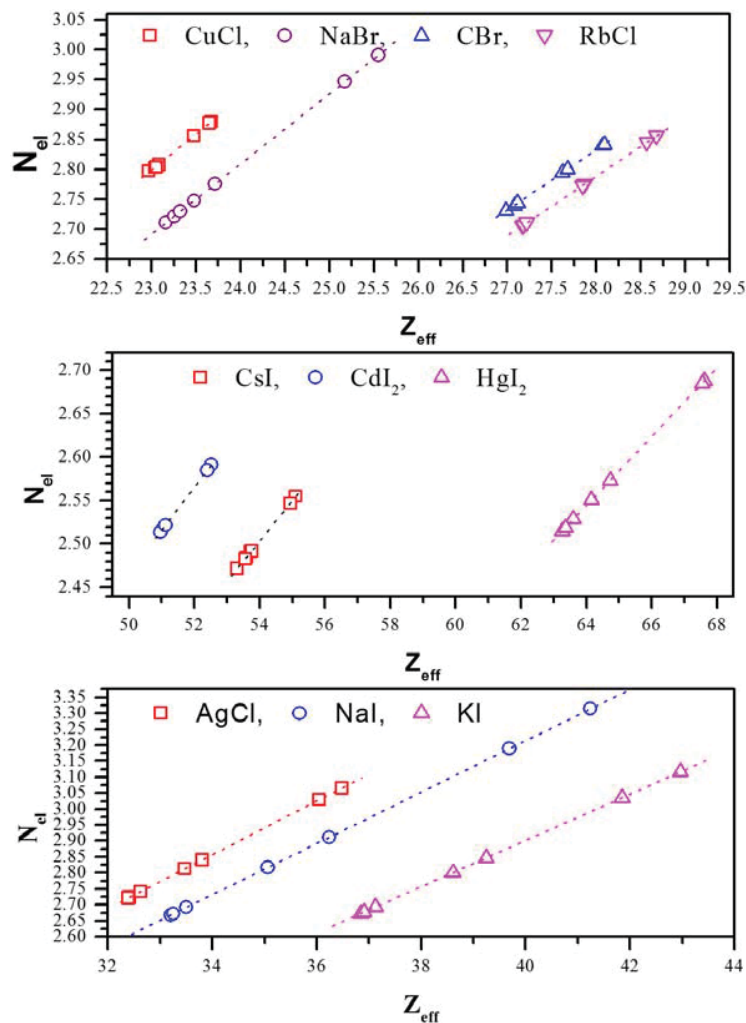 CuCl, NaBr, CBr, RbCl
3.05
3.00
2.95
2.90
2.85
2.80
2.75
2.70
2.65
N_el
22.5 23.0 23.5 24.0 24.5 25.0 25.5 26.0 26.5 27.0 27.5 28.0 28.5 29.0 29.5
Z_eff
CsI, CdI₂, HgI₂
2.70
2.65
2.60
2.55
2.50
2.45
N_el
50 52 54 56 58 60 62 64 66 68
Z_eff
AgCl, NaI, KI
3.35
3.30
3.25
3.20
3.15
3.10
3.05
3.00
2.95
2.90
2.85
2.80
2.75
2.70
2.65
2.60
N_el
32 34 36 38 40 42 44
Z_eff